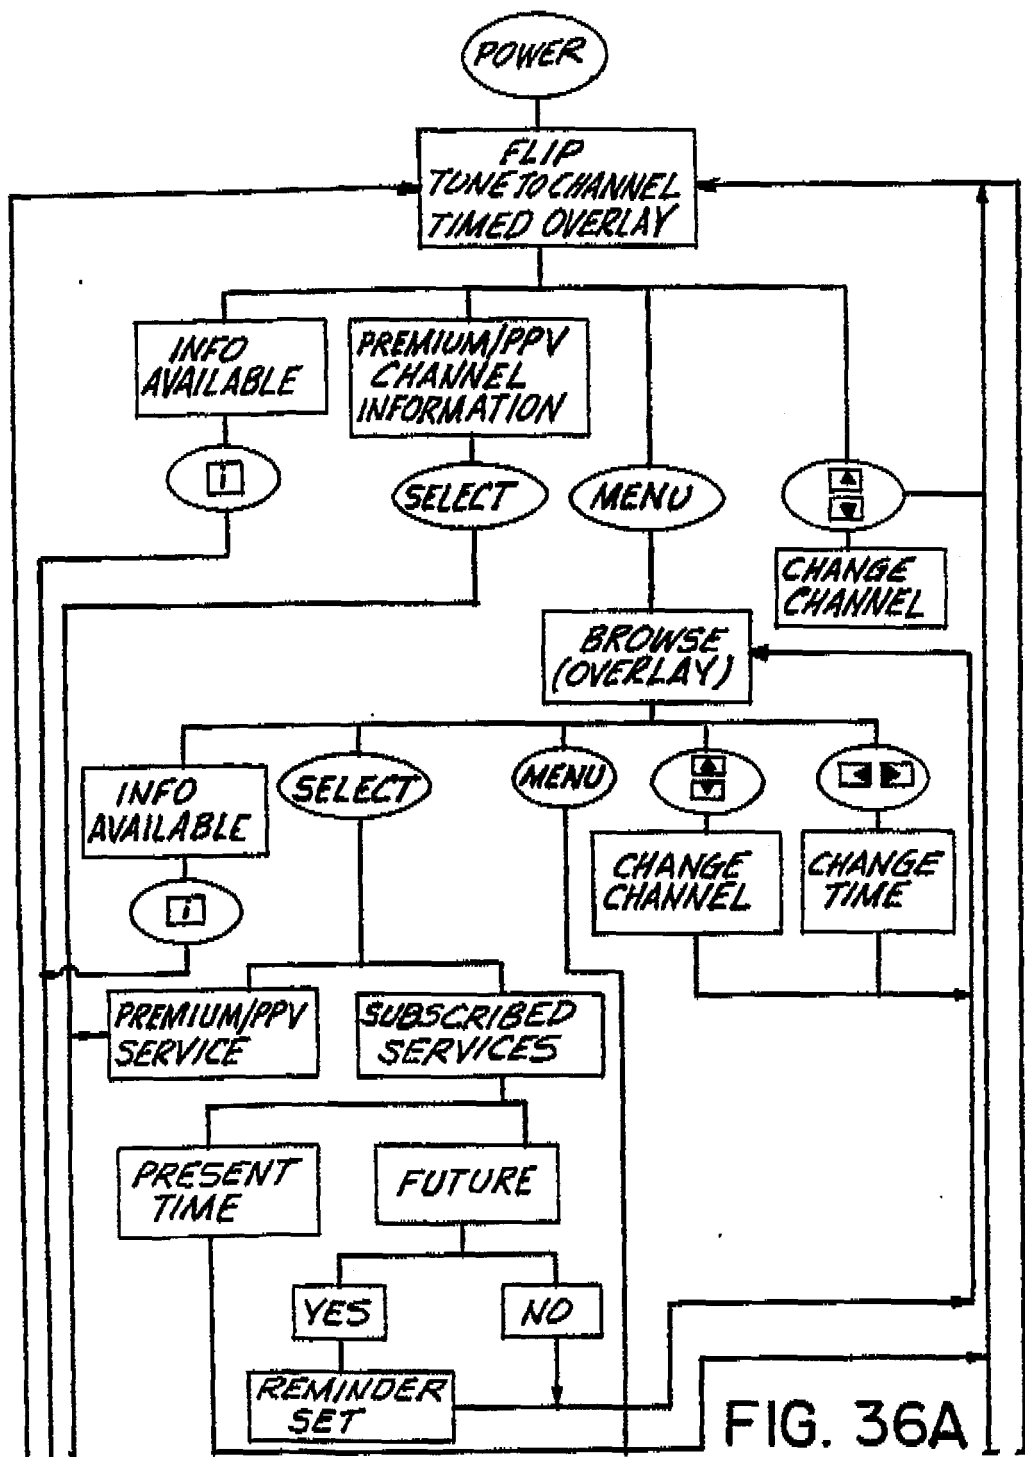 POWER
FLIP
TUNE TO CHANNEL
TIMED OVERLAY
INFO
AVAILABLE
PREMIUM/PPV
CHANNEL
INFORMATION
i
SELECT
MENU
▲
▼
CHANGE
CHANNEL
BROWSE
(OVERLAY)
INFO
AVAILABLE
SELECT
MENU
▲
▼
◀ ▶
CHANGE
CHANNEL
CHANGE
TIME
i
PREMIUM/PPV
SERVICE
SUBSCRIBED
SERVICES
PRESENT
TIME
FUTURE
YES
NO
REMINDER
SET
FIG. 36A